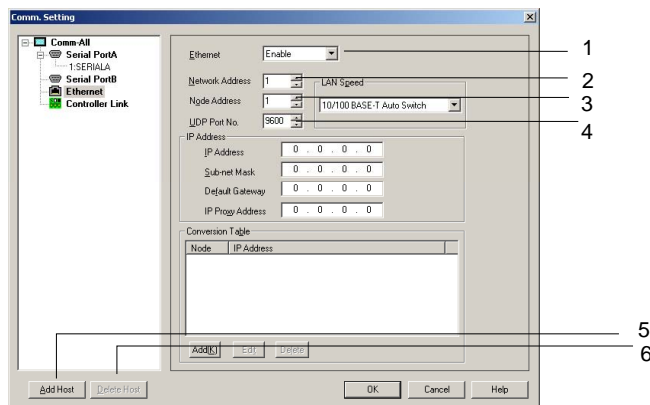 Comm. Setting
Comm-All
Serial PortA
1:SERIALA
Serial PortB
Ethernet
Controller Link
Ethernet Enable 1
Network Address 1 2
LAN Speed
Node Address 1 10/100 BASE-T Auto Switch 3
UDP Port No. 9600 4
IP Address
IP Address 0 . 0 . 0 . 0
Sub-net Mask 0 . 0 . 0 . 0
Default Gateway 0 . 0 . 0 . 0
IP Proxy Address 0 . 0 . 0 . 0
Conversion Table
Node IP Address
Add(K) Edit Delete
5
6
Add Host Delete Host OK Cancel Help